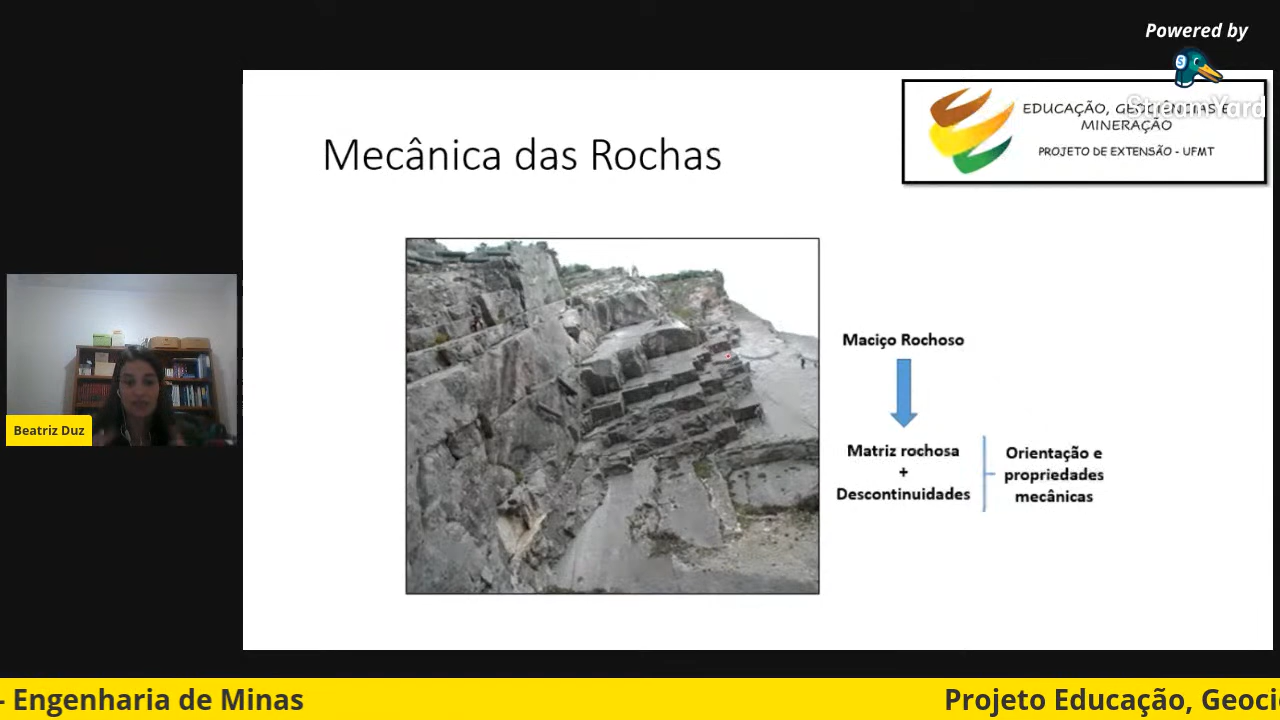 Powered by
StreamYard
EDUCAÇÃO, GEOCIÊNCIAS E
MINERAÇÃO
PROJETO DE EXTENSÃO - UFMT
Mecânica das Rochas
Maciço Rochoso
Matriz rochosa
+
Descontinuidades
Orientação e
propriedades
mecânicas
Beatriz Duz
- Engenharia de Minas
Projeto Educação, Geoci